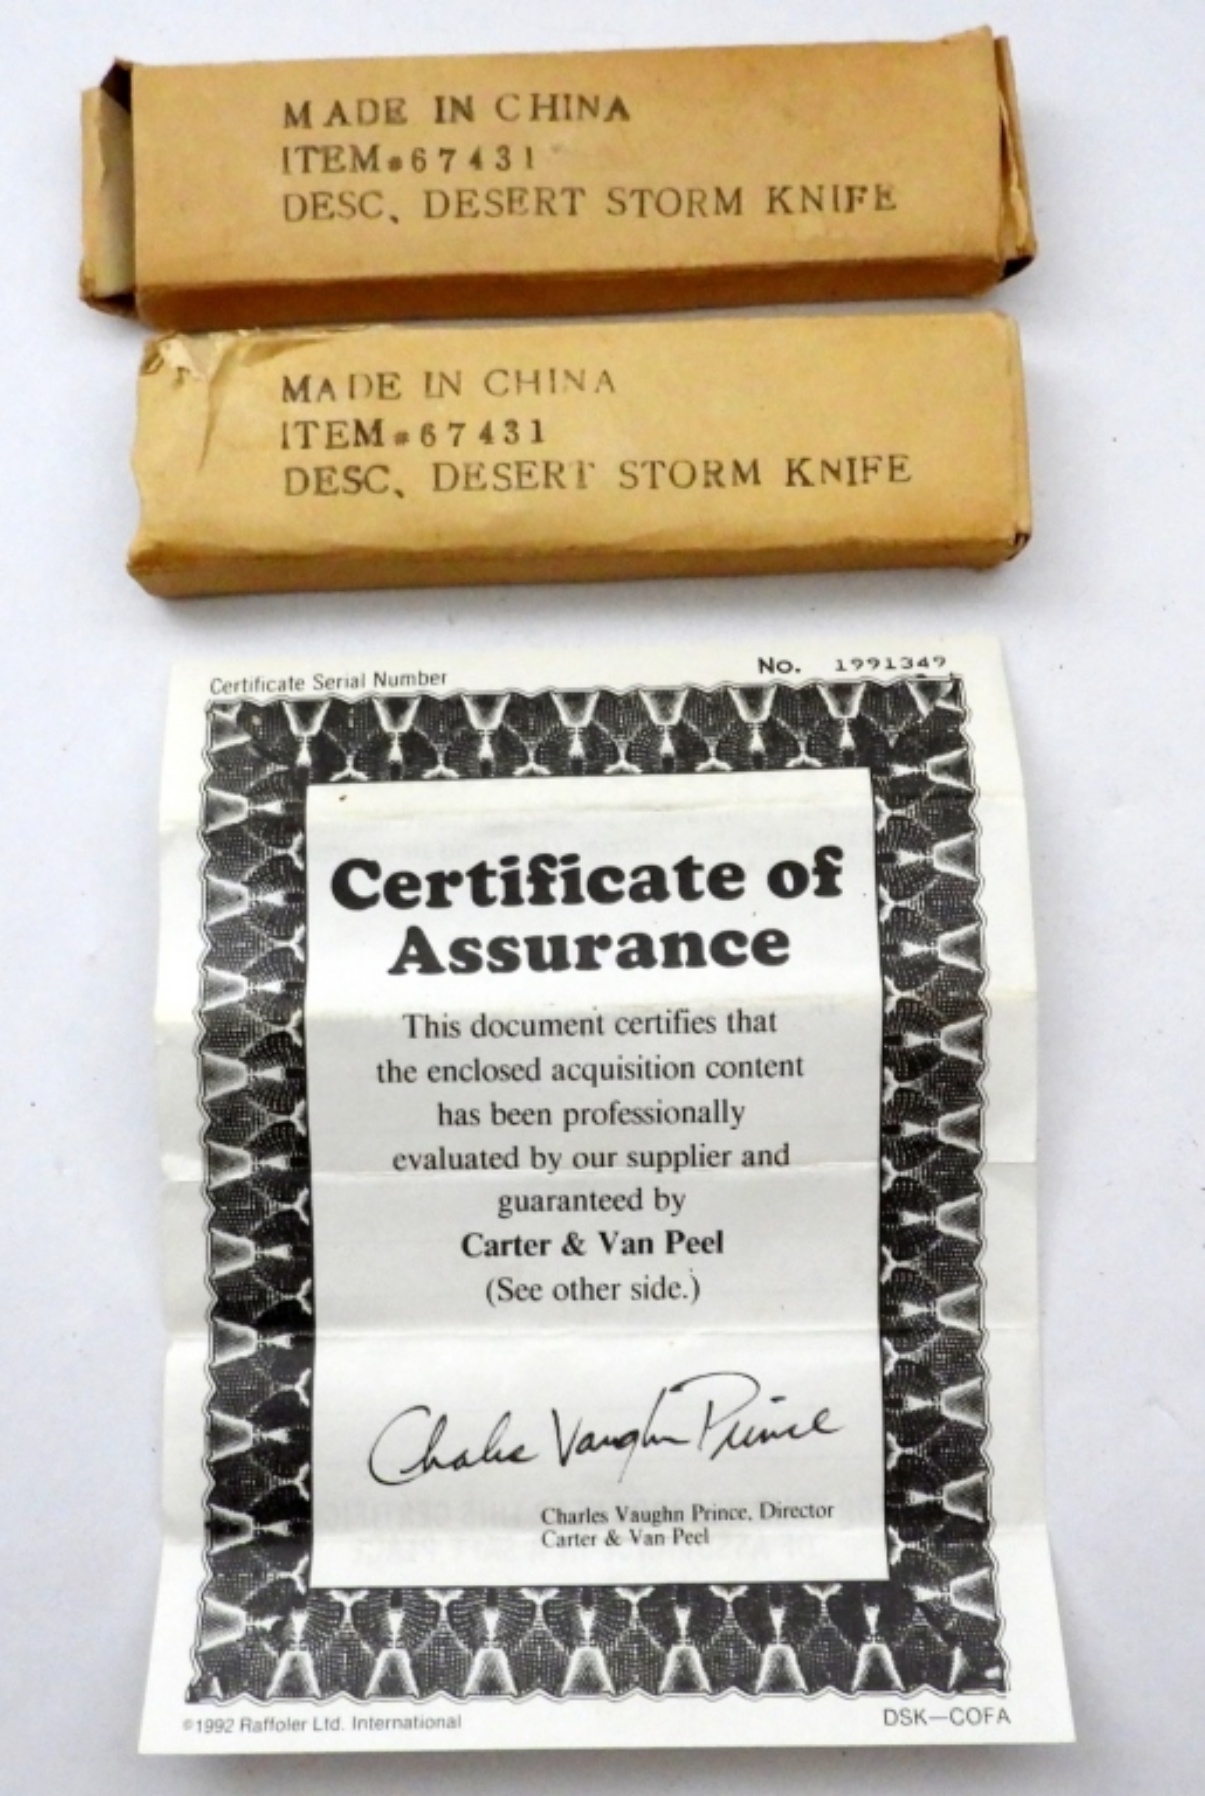 MADE IN CHINA
ITEM#67431
DESC, DESERT STORM KNIFE
MADE IN CHINA
ITEM#67431
DESC, DESERT STORM KNIFE
Certificate Serial Number No. 1991349
Certificate of
Assurance
This document certifies that
the enclosed acquisition content
has been professionally
evaluated by our supplier and
guaranteed by
Carter & Van Peel
(See other side.)
Charles Vaughn Prince
Charles Vaughn Prince, Director
Carter & Van Peel
©1992 Raffoler Ltd. International DSK—COFA